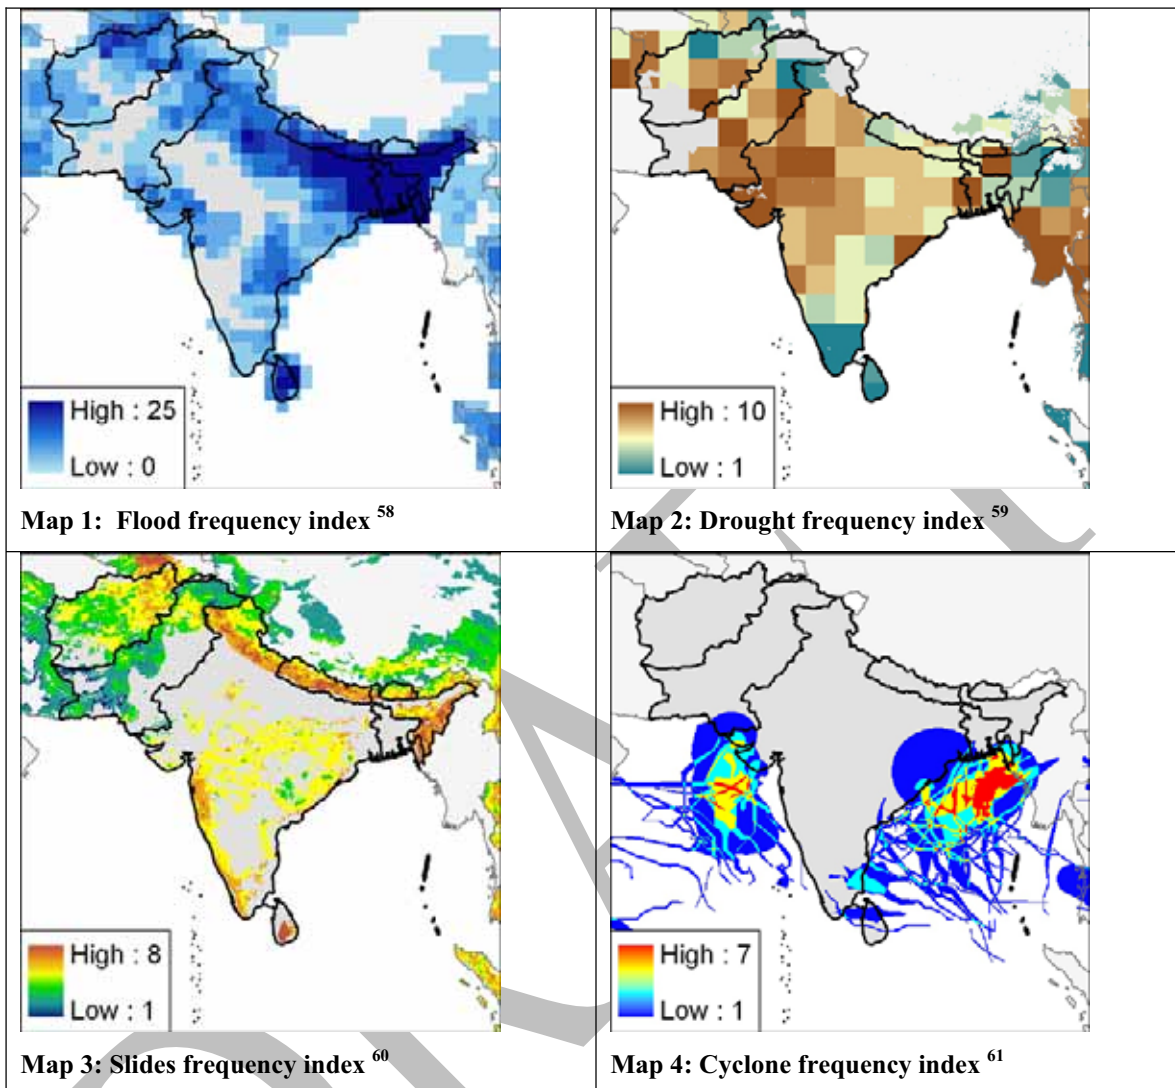 High : 25
Low : 0
Map 1: Flood frequency index 58
High : 10
Low : 1
Map 2: Drought frequency index 59
High : 8
Low : 1
Map 3: Slides frequency index 60
High : 7
Low : 1
Map 4: Cyclone frequency index 61